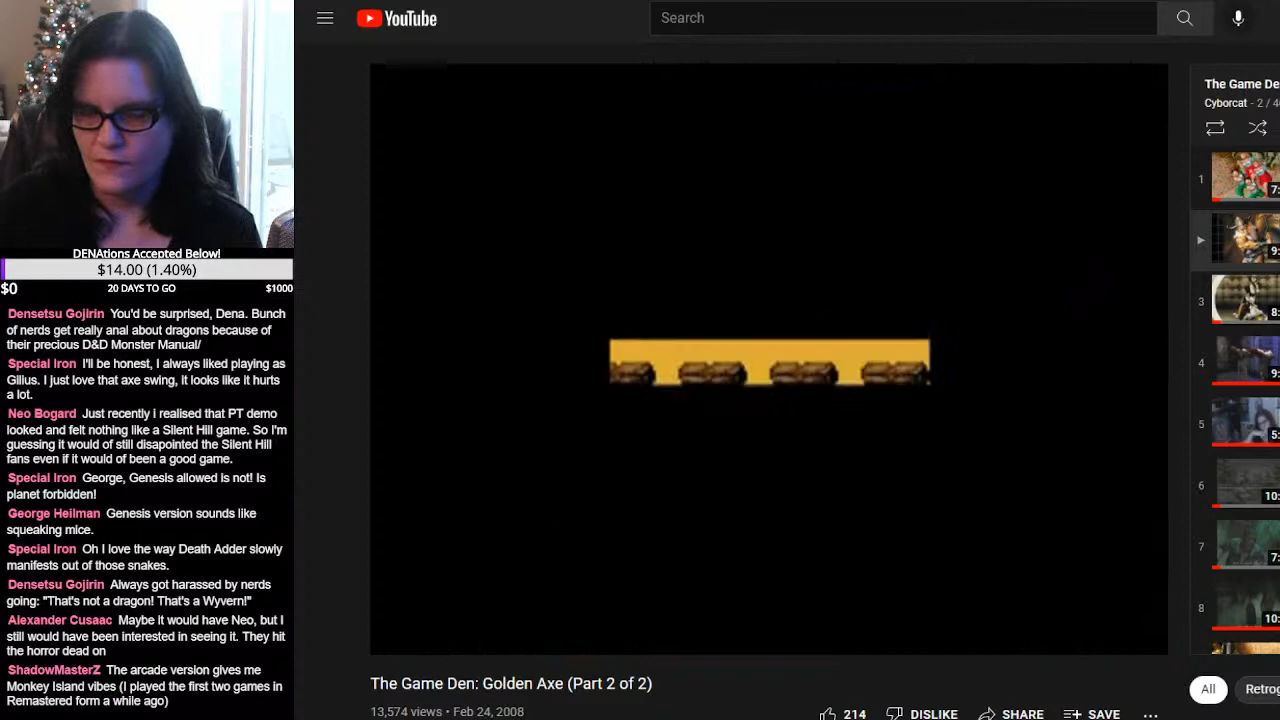 YouTube
Search
DENAtions Accepted Below!
$14.00 (1.40%)
$0
20 DAYS TO GO
$1000
Densetsu Gojirin You'd be surprised, Dena. Bunch
of nerds get really anal about dragons because of
their precious D&D Monster Manual/
Special Iron I'll be honest, I always liked playing as
Gilius. I just love that axe swing, It looks like it hurts
a lot.
Neo Bogard Just recently i realised that PT demo
looked and felt nothing like a Silent Hill game. So I'm
guessing it would of still disapointed the Silent Hill
fans even if it would of been a good game.
Special Iron George, Genesis allowed is not! Is
planet forbidden!
George Heilman Genesis version sounds like
squeaking mice.
Special Iron Oh I love the way Death Adder slowly
manifests out of those snakes.
Densetsu Gojirin Always got harassed by nerds
going: "That's not a dragon! That's a Wyvern!"
Alexander Cusaac Maybe it would have Neo, but I
still would have been interested in seeing it. They hit
the horror dead on
ShadowMasterZ The arcade version gives me
Monkey Island vibes (I played the first two games in
Remastered form a while ago)
The Game Den: Golden Axe (Part 2 of 2)
13,574 views • Feb 24, 2008
214
DISLIKE
SHARE
SAVE
The Game De
Cyborcat - 2 / 4
1
7:
9:
3
8:
4
9:
5
5:
6
10:
7
7:
8
10:
All
Retrog